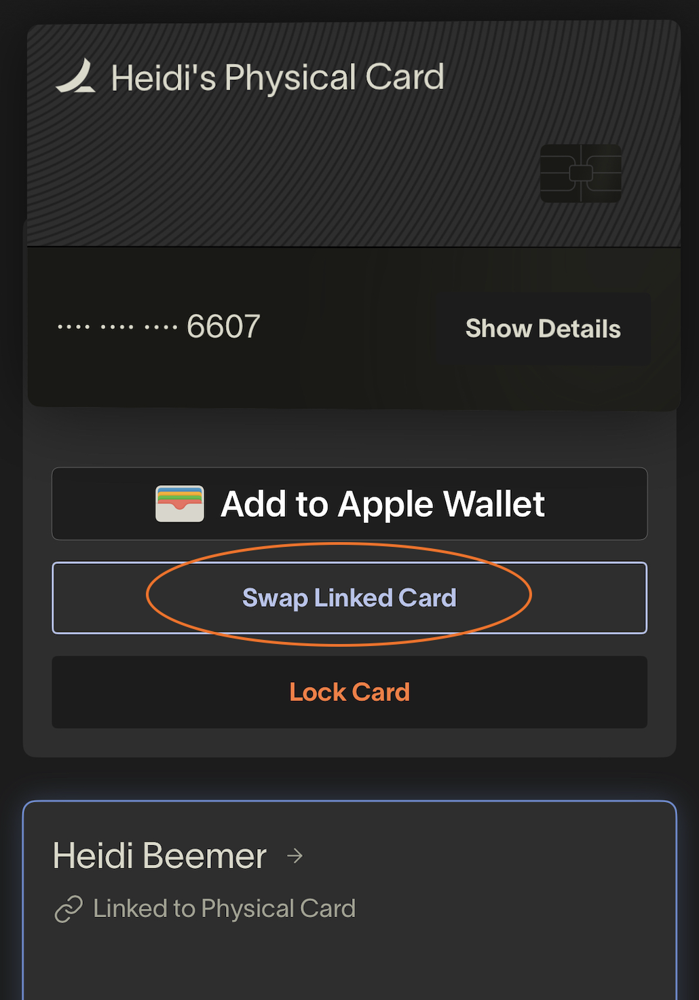 Heidi's Physical Card
···· ···· ···· 6607
Show Details
Add to Apple Wallet
Swap Linked Card
Lock Card
Heidi Beemer →
Linked to Physical Card